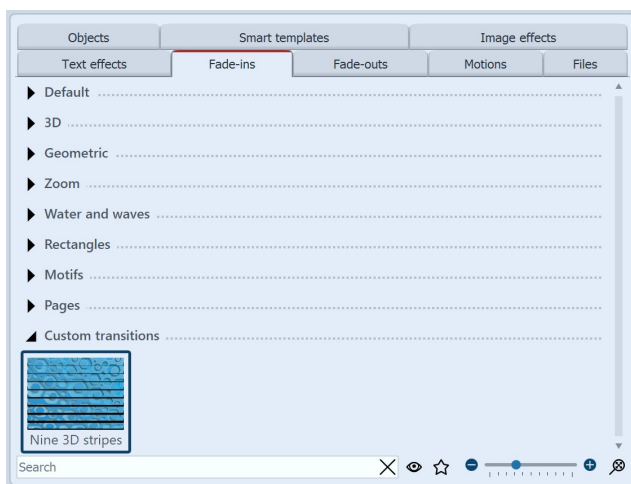 Objects
Smart templates
Image effects
Text effects
Fade-ins
Fade-outs
Motions
Files
Default
3D
Geometric
Zoom
Water and waves
Rectangles
Motifs
Pages
Custom transitions
Nine 3D stripes
Search